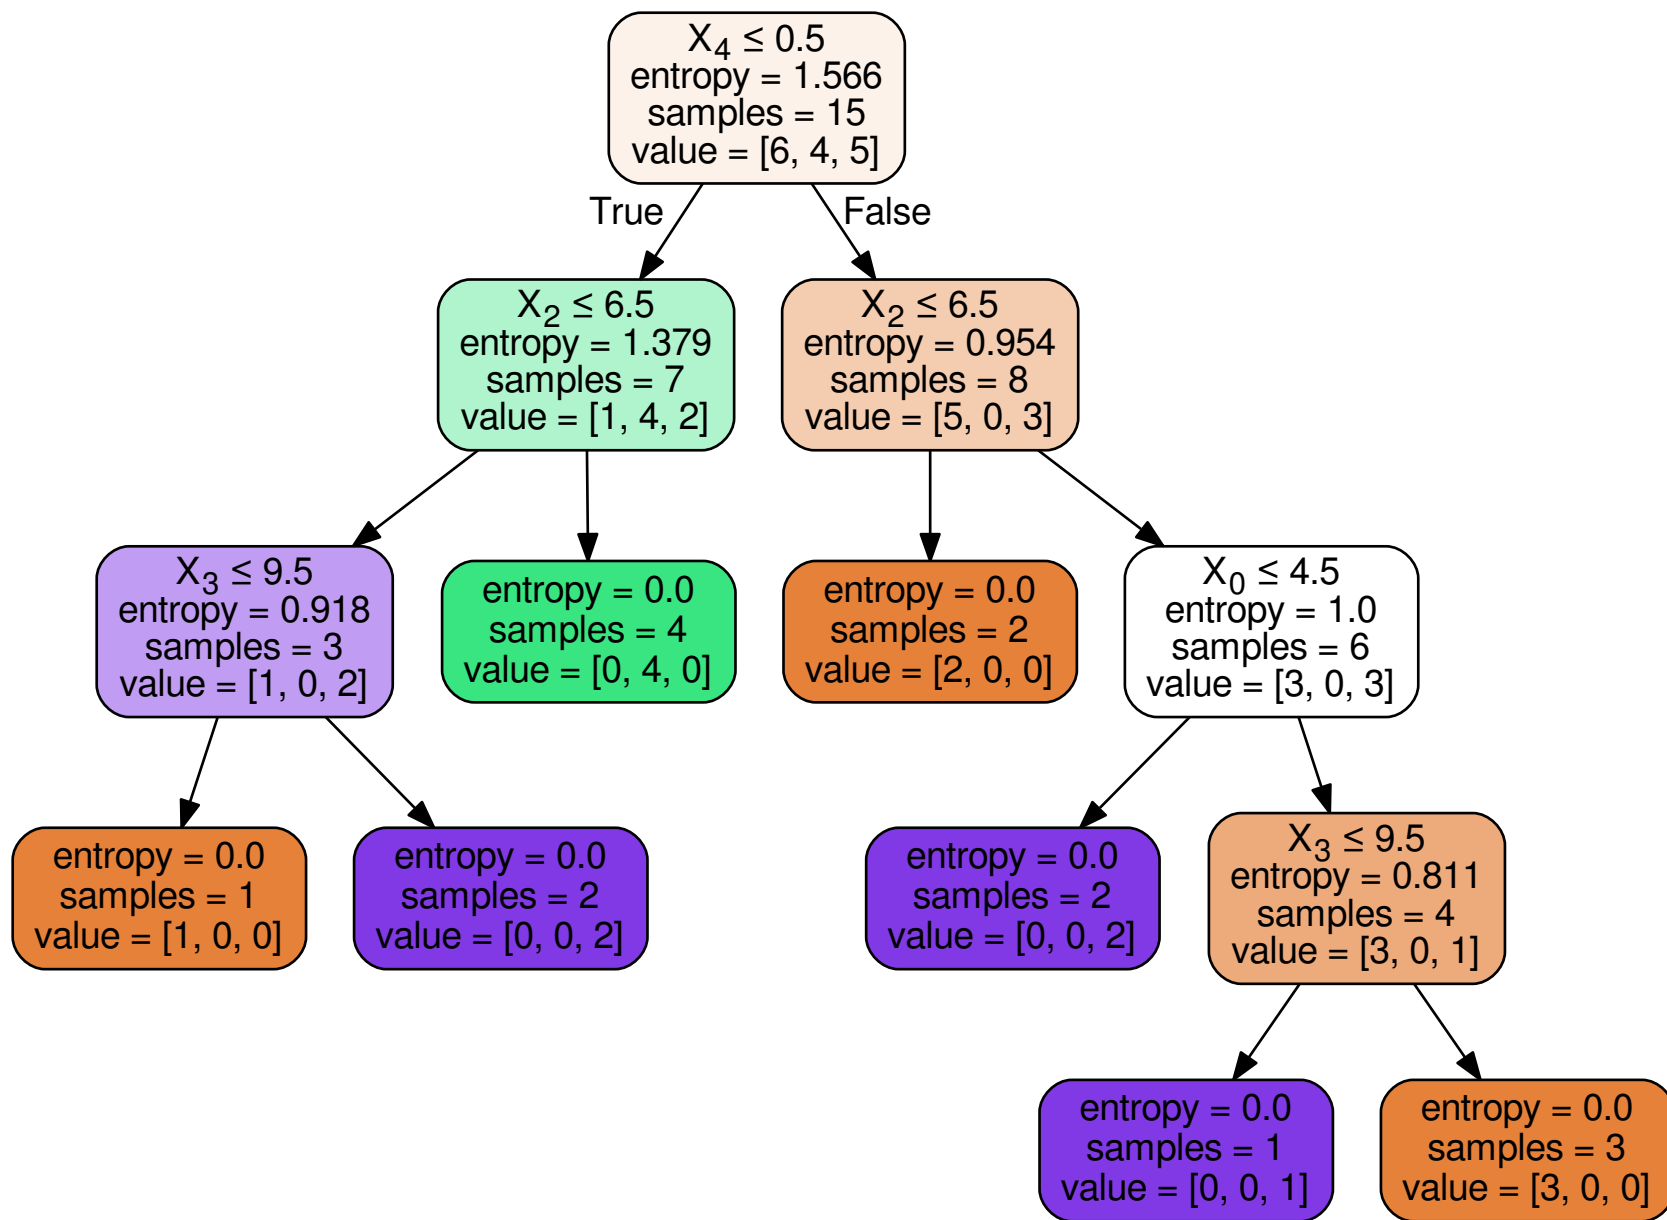 X4 ≤ 0.5
entropy = 1.566
samples = 15
value = [6, 4, 5]
True
False
X2 ≤ 6.5
entropy = 1.379
samples = 7
value = [1, 4, 2]
X2 ≤ 6.5
entropy = 0.954
samples = 8
value = [5, 0, 3]
X3 ≤ 9.5
entropy = 0.918
samples = 3
value = [1, 0, 2]
entropy = 0.0
samples = 4
value = [0, 4, 0]
entropy = 0.0
samples = 2
value = [2, 0, 0]
X0 ≤ 4.5
entropy = 1.0
samples = 6
value = [3, 0, 3]
entropy = 0.0
samples = 1
value = [1, 0, 0]
entropy = 0.0
samples = 2
value = [0, 0, 2]
entropy = 0.0
samples = 2
value = [0, 0, 2]
X3 ≤ 9.5
entropy = 0.811
samples = 4
value = [3, 0, 1]
entropy = 0.0
samples = 1
value = [0, 0, 1]
entropy = 0.0
samples = 3
value = [3, 0, 0]